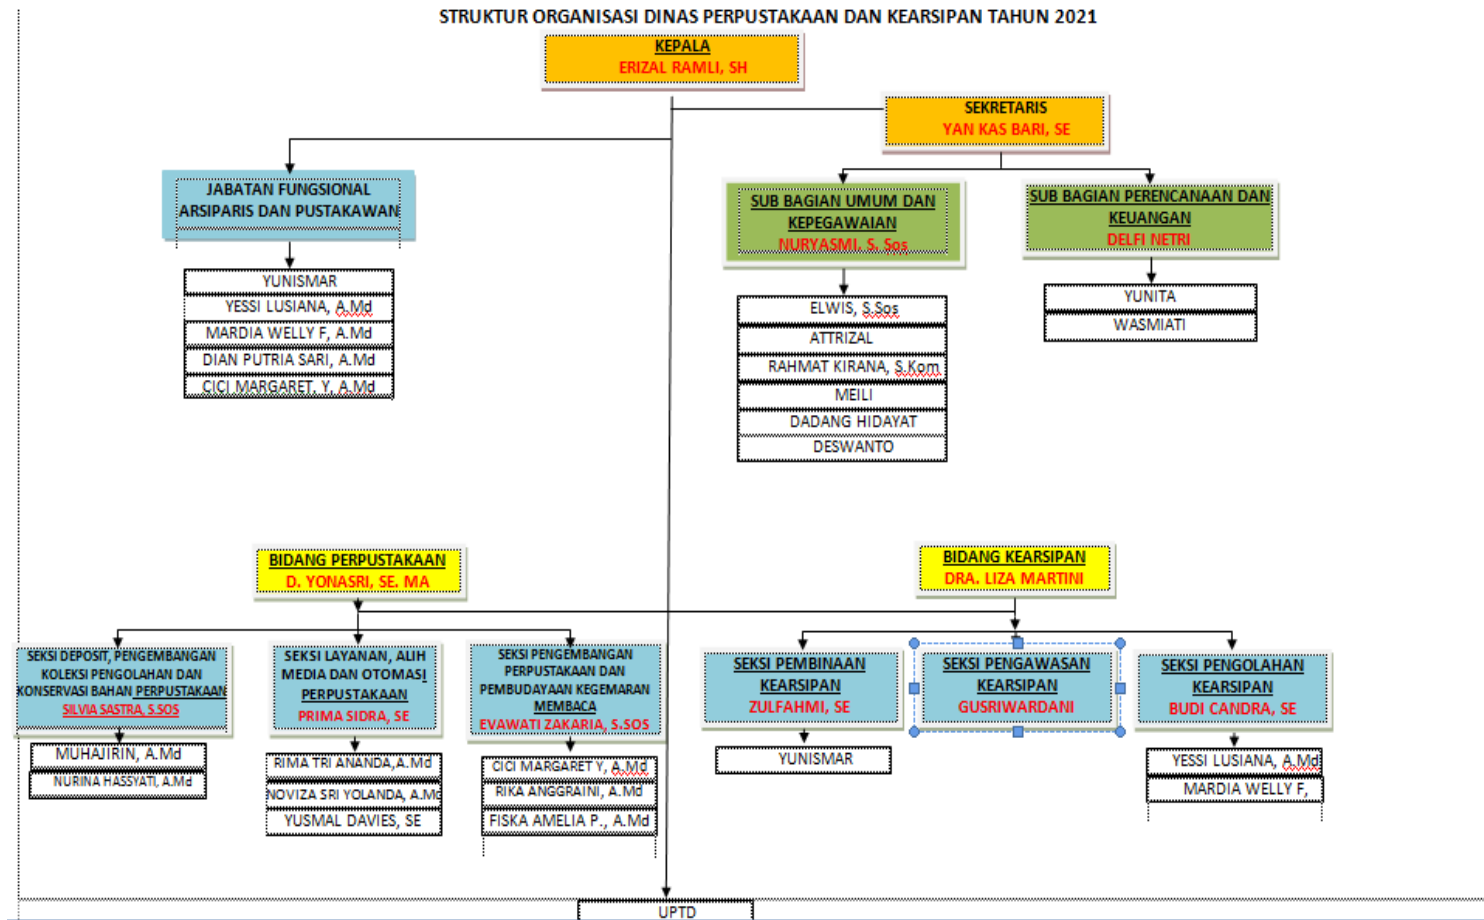 STRUKTUR ORGANISASI DINAS PERPUSTAKAAN DAN KEARSIPAN TAHUN 2021
KEPALA
ERIZAL RAMLI, SH
SEKRETARIS
YAN KAS BARI, SE
JABATAN FUNGSIONAL
ARSIPARIS DAN PUSTAKAWAN
YUNISMAR
YESSI LUSIANA, A.Md
MARDIA WELLY F, A.Md
DIAN PUTRIA SARI, A.Md
CICI MARGARET, Y, A.Md
SUB BAGIAN UMUM DAN
KEPEGAWAIAN
NURYASMI, S. Sos
ELWIS, S.Sos
ATTRIZAL
RAHMAT KIRANA, S.Kom
MEILI
DADANG HIDAYAT
DESWANTO
SUB BAGIAN PERENCANAAN DAN
KEUANGAN
DELFI NETRI
YUNITA
WASMIATI
BIDANG PERPUSTAKAAN
D. YONASRI, SE. MA
BIDANG KEARSIPAN
DRA. LIZA MARTINI
SEKSI DEPOSIT, PENGEMBANGAN
KOLEKSI PENGOLAHAN DAN
KONSERVASI BAHAN PERPUSTAKAAN
SILVIA SASTRA, S.SOS
MUHAJIRIN, A.Md
NURINA HASSYATI, A.Md
SEKSI LAYANAN, ALIH
MEDIA DAN OTOMASI
PERPUSTAKAAN
PRIMA SIDRA, SE
RIMA TRI ANANDA,A.Md
NOVIZA SRI YOLANDA, A.Md
YUSMAL DAVIES, SE
SEKSI PENGEMBANGAN
PERPUSTAKAAN DAN
PEMBUDAYAAN KEGEMARAN
MEMBACA
EVAWATI ZAKARIA, S.SOS
CICI MARGARET Y, A.Md
RIKA ANGGRAINI, A.Md
FISKA AMELIA P., A.Md
SEKSI PEMBINAAN
KEARSIPAN
ZULFAHMI, SE
YUNISMAR
SEKSI PENGAWASAN
KEARSIPAN
GUSRIWARDANI
SEKSI PENGOLAHAN
KEARSIPAN
BUDI CANDRA, SE
YESSI LUSIANA, A.Md
MARDIA WELLY F,
UPTD